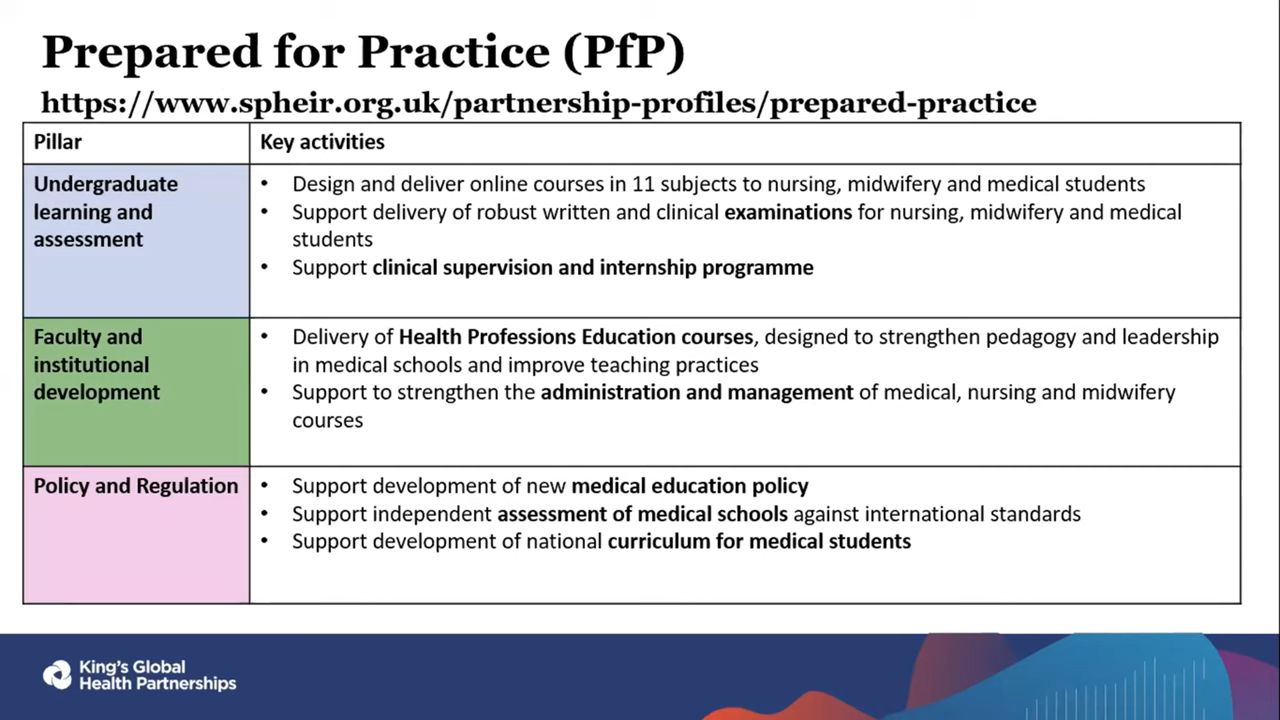 Prepared for Practice (PfP)
https://www.spheir.org.uk/partnership-profiles/prepared-practice
Pillar
Key activities
Undergraduate
learning and
assessment
• Design and deliver online courses in 11 subjects to nursing, midwifery and medical students
• Support delivery of robust written and clinical examinations for nursing, midwifery and medical
students
• Support clinical supervision and internship programme
Faculty and
institutional
development
• Delivery of Health Professions Education courses, designed to strengthen pedagogy and leadership
in medical schools and improve teaching practices
• Support to strengthen the administration and management of medical, nursing and midwifery
courses
Policy and Regulation
• Support development of new medical education policy
• Support independent assessment of medical schools against international standards
• Support development of national curriculum for medical students
King's Global
Health Partnerships